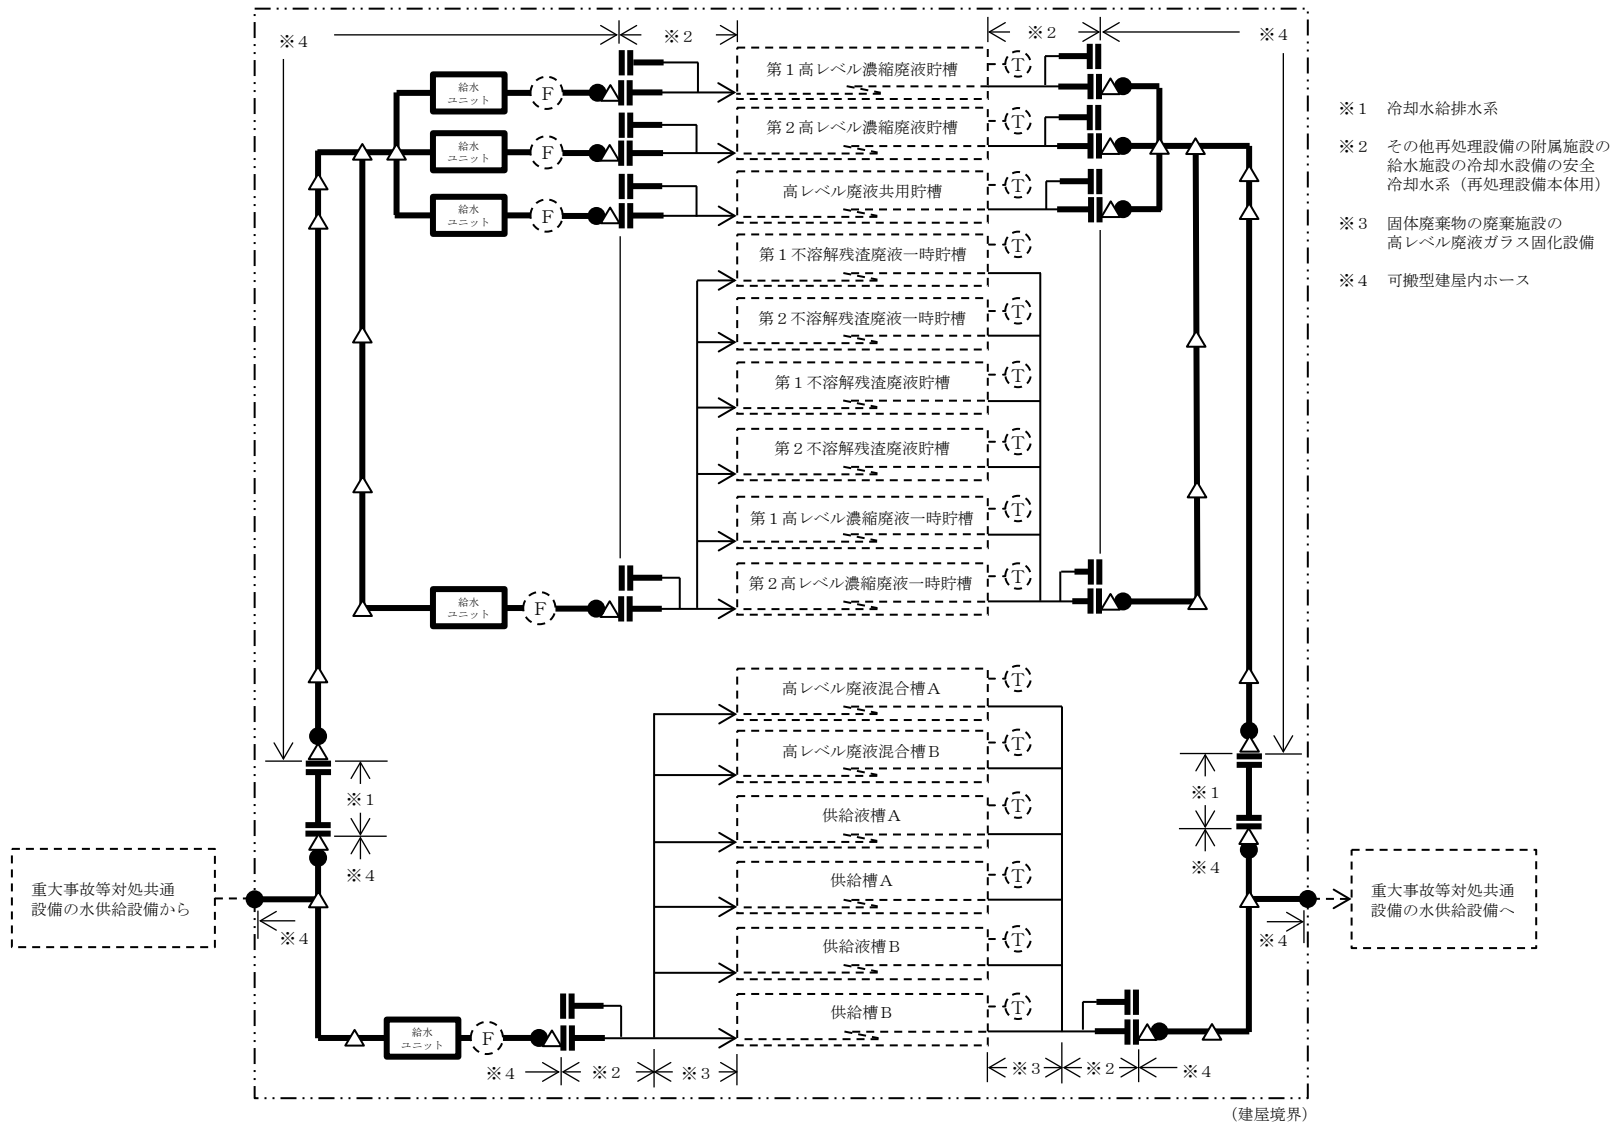 ※4
※2
※2
※4
第1高レベル濃縮廃液貯槽
T
給水
ユニット
F
第2高レベル濃縮廃液貯槽
T
給水
ユニット
F
高レベル廃液共用貯槽
T
給水
ユニット
F
第1不溶解残渣廃液一時貯槽
T
第2不溶解残渣廃液一時貯槽
T
第1不溶解残渣廃液貯槽
T
第2不溶解残渣廃液貯槽
T
第1高レベル濃縮廃液一時貯槽
T
第2高レベル濃縮廃液一時貯槽
T
給水
ユニット
F
高レベル廃液混合槽A
T
高レベル廃液混合槽B
T
※1
※1
供給液槽A
T
※4
※4
供給槽A
T
重大事故等対処共通
設備の水供給設備から
重大事故等対処共通
設備の水供給設備へ
※4
※4
供給液槽B
T
供給槽B
T
給水
ユニット
F
※4
※2
※3
※3
※2
※4
(建屋境界)
※1 冷却水給排水系
※2 その他再処理設備の附属施設の
給水施設の冷却水設備の安全
冷却水系(再処理設備本体用)
※3 固体廃棄物の廃棄施設の
高レベル廃液ガラス固化設備
※4 可搬型建屋内ホース